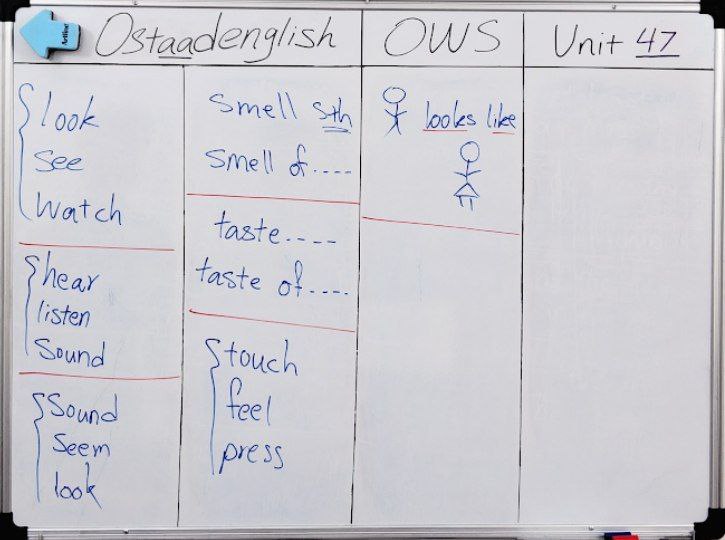 Artline
Ostaadenglish
OWS
Unit 47
look
See
Watch
hear
listen
Sound
Sound
Seem
look
Smell Sth
Smell of....
taste....
taste of....
touch
feel
press
looks like